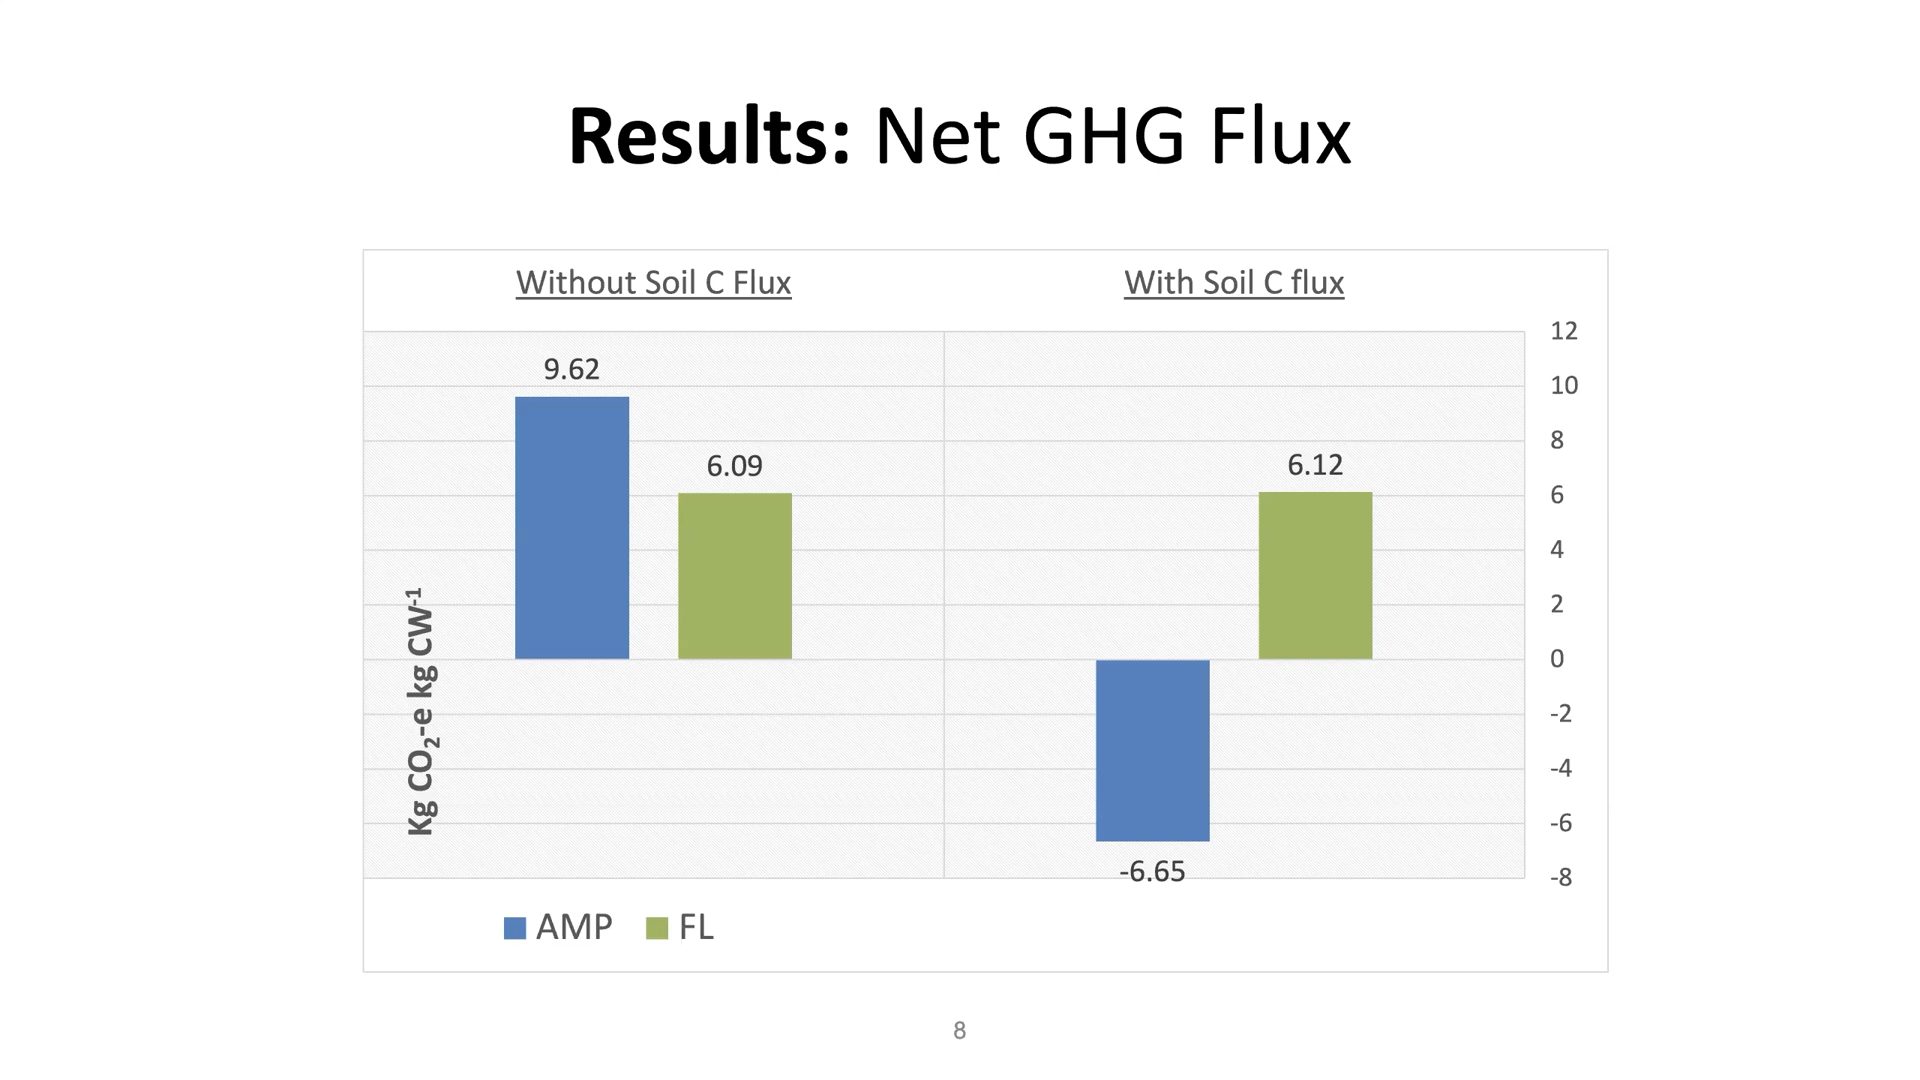 Results: Net GHG Flux
Without Soil C Flux
With Soil C flux
12
10
8
6
4
2
0
-2
-4
-6
-8
9.62
6.09
6.12
-6.65
Kg CO₂-e kg CW⁻¹
AMP
FL
8